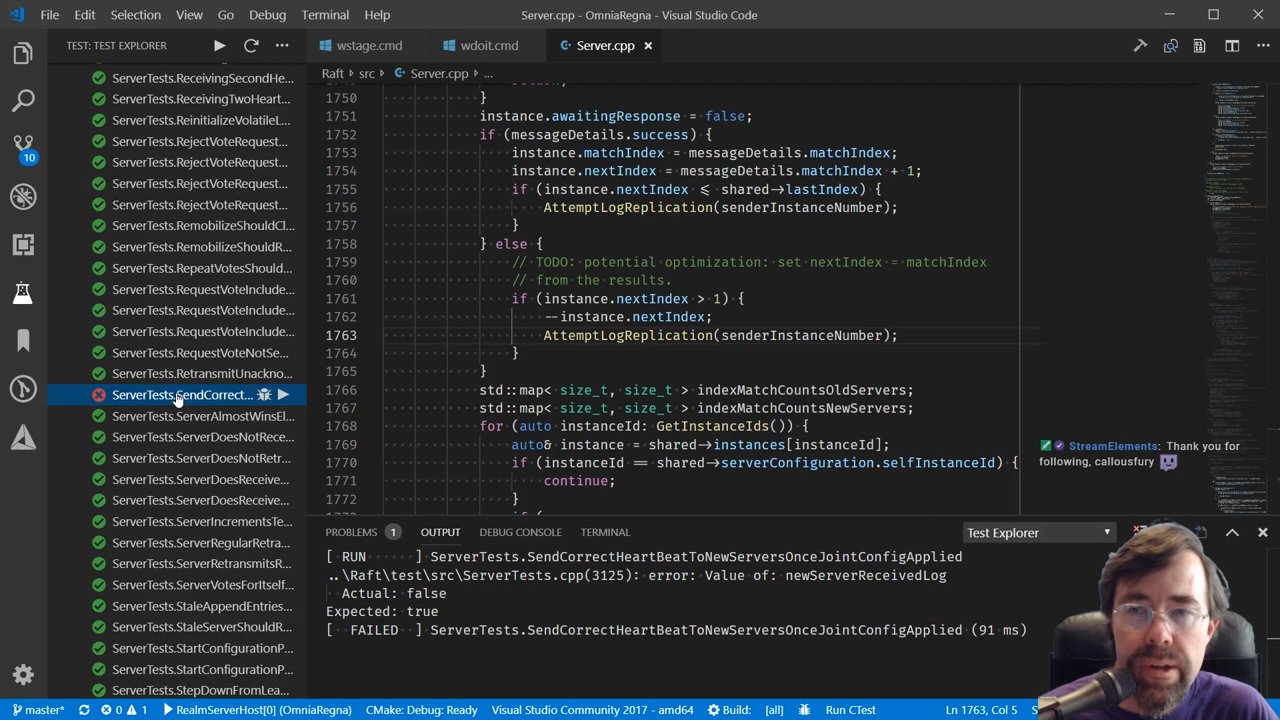 File Edit Selection View Go Debug Terminal Help Server.cpp - OmniaRegna - Visual Studio Code
TEST: TEST EXPLORER
wstage.cmd wdoit.cmd Server.cpp
Raft › src › Server.cpp › ...
ServerTests.ReceivingSecondHe...
ServerTests.ReceivingTwoHeart...
ServerTests.ReinitializeVolatileL...
ServerTests.RejectVoteRequest...
ServerTests.RejectVoteRequest...
ServerTests.RejectVoteRequest...
ServerTests.RejectVoteRequest...
ServerTests.RemobilizeShouldCl...
ServerTests.RemobilizeShouldR...
ServerTests.RepeatVotesShould...
ServerTests.RequestVoteInclude...
ServerTests.RequestVoteInclude...
ServerTests.RequestVoteInclude...
ServerTests.RequestVoteNotSe...
ServerTests.RetransmitUnackno...
ServerTests.SendCorrect...
ServerTests.ServerAlmostWinsEl...
ServerTests.ServerDoesNotRece...
ServerTests.ServerDoesNotRetr...
ServerTests.ServerDoesReceive...
ServerTests.ServerDoesReceive...
ServerTests.ServerIncrementsTe...
ServerTests.ServerRegularRetra...
ServerTests.ServerRetransmitsR...
ServerTests.ServerVotesForItself...
ServerTests.StaleAppendEntries...
ServerTests.StaleServerShouldR...
ServerTests.StartConfigurationP...
ServerTests.StartConfigurationP...
ServerTests.StepDownFromLea...
10
1750 }
1751 instance.awaitingResponse = false;
1752 if (messageDetails.success) {
1753 instance.matchIndex = messageDetails.matchIndex;
1754 instance.nextIndex = messageDetails.matchIndex + 1;
1755 if (instance.nextIndex <= shared->lastIndex) {
1756 AttemptLogReplication(senderInstanceNumber);
1757 }
1758 } else {
1759 // TODO: potential optimization: set nextIndex = matchIndex
1760 // from the results.
1761 if (instance.nextIndex > 1) {
1762 --instance.nextIndex;
1763 AttemptLogReplication(senderInstanceNumber);
1764 }
1765 }
1766 std::map< size_t, size_t > indexMatchCountsOldServers;
1767 std::map< size_t, size_t > indexMatchCountsNewServers;
1768 for (auto instanceId: GetInstanceIds()) {
1769 auto& instance = shared->instances[instanceId];
1770 if (instanceId == shared->serverConfiguration.selfInstanceId) {
1771 continue;
1772 }
StreamElements: Thank you for
following, callousfury
PROBLEMS 1 OUTPUT DEBUG CONSOLE TERMINAL Test Explorer
[ RUN ] ServerTests.SendCorrectHeartBeatToNewServersOnceJointConfigApplied
..\Raft\test\src\ServerTests.cpp(3125): error: Value of: newServerReceivedLog
Actual: false
Expected: true
[ FAILED ] ServerTests.SendCorrectHeartBeatToNewServersOnceJointConfigApplied (91 ms)
master* 0 1 RealmServerHost[0] (OmniaRegna) CMake: Debug: Ready Visual Studio Community 2017 - amd64 Build: [all] Run CTest Ln 1763, Col 5